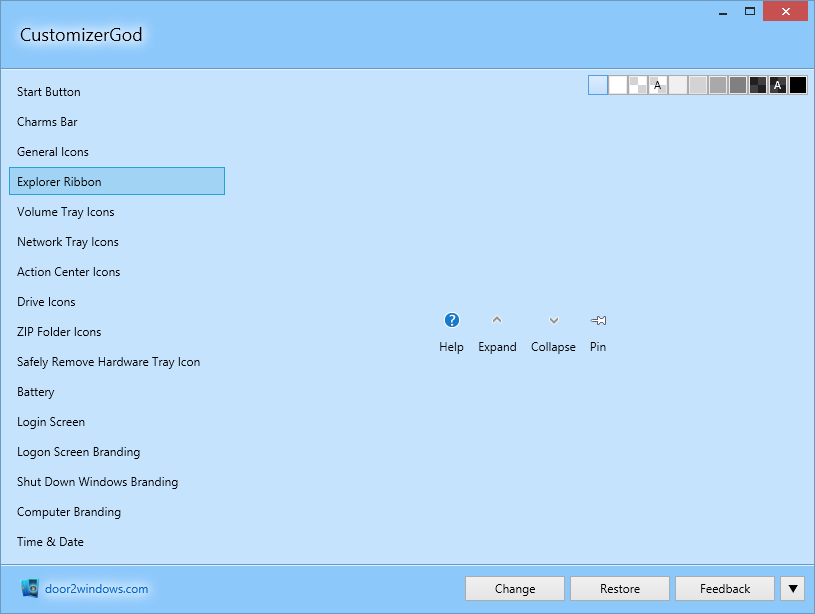 CustomizerGod
A
A
Start Button
Charms Bar
General Icons
Explorer Ribbon
Volume Tray Icons
Network Tray Icons
Action Center Icons
Drive Icons
ZIP Folder Icons
Safely Remove Hardware Tray Icon
Battery
Login Screen
Logon Screen Branding
Shut Down Windows Branding
Computer Branding
Time & Date
?
Help Expand Collapse Pin
door2windows.com
Change Restore Feedback